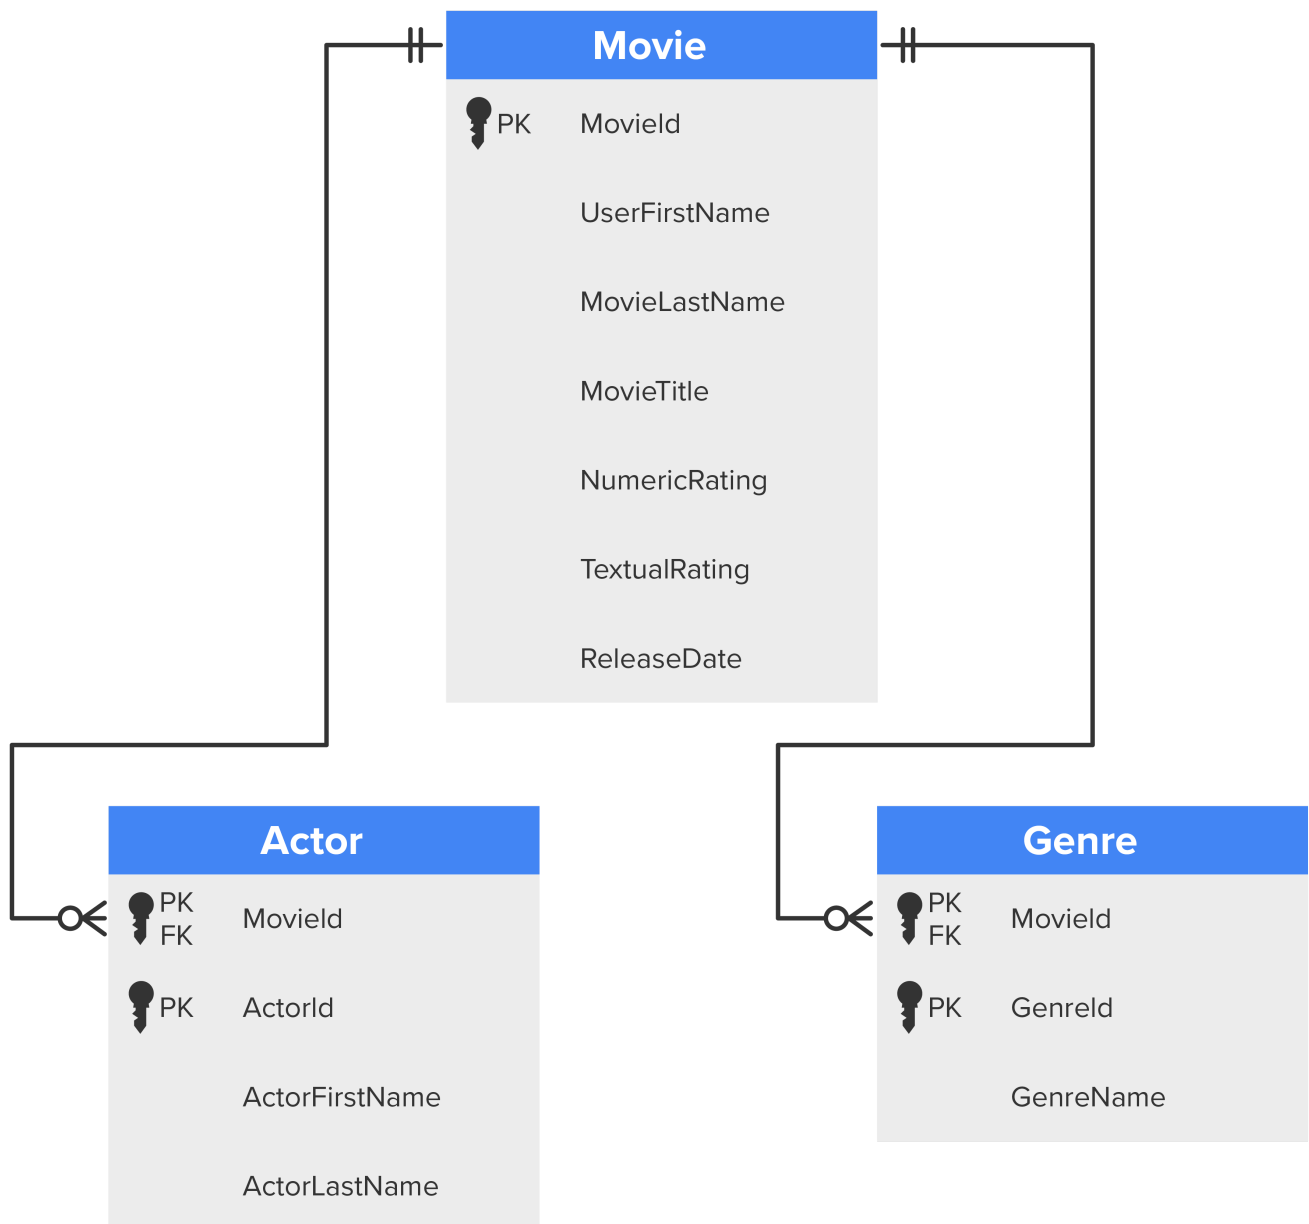 Movie
PK MovieId
UserFirstName
MovieLastName
MovieTitle
NumericRating
TextualRating
ReleaseDate
Actor
PK
FK
MovieId
PK ActorId
ActorFirstName
ActorLastName
Genre
PK
FK
MovieId
PK GenreId
GenreName